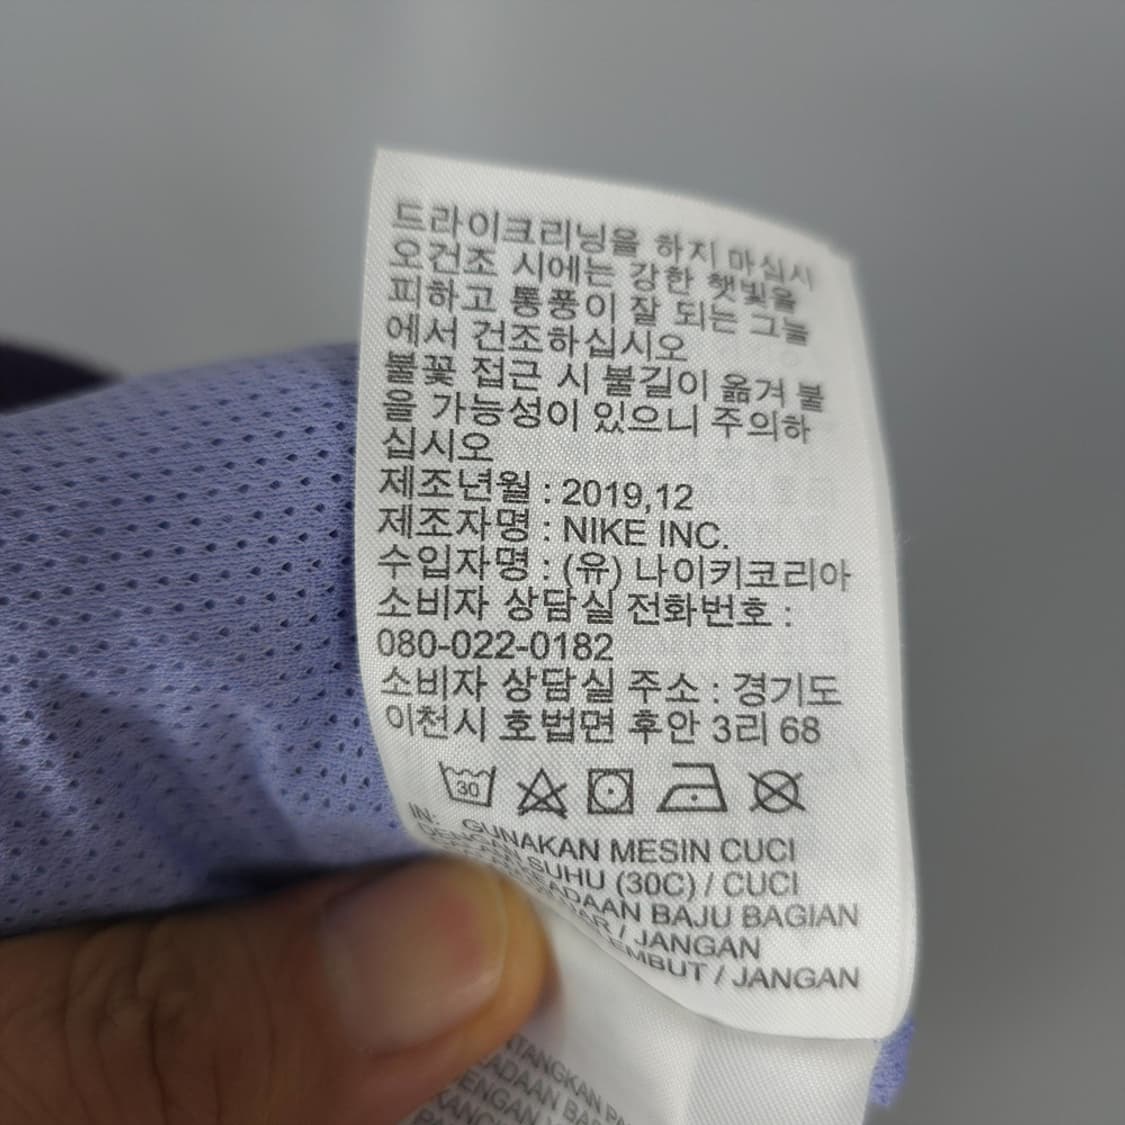 드라이크리닝을 하지 마십시
오건조 시에는 강한 햇빛을
피하고 통풍이 잘 되는 그늘
에서 건조하십시오
불꽃 접근 시 불길이 옮겨 붙
을 가능성이 있으니 주의하
십시오
제조년월 : 2019,12
제조자명 : NIKE INC.
수입자명 : (유) 나이키코리아
소비자 상담실 전화번호 :
080-022-0182
소비자 상담실 주소 : 경기도
이천시 호법면 후안 3리 68
30
IN: GUNAKAN MESIN CUCI
DENGAN SUHU (30C) / CUCI
BAJU BAGIAN
/ JANGAN
/ JANGAN